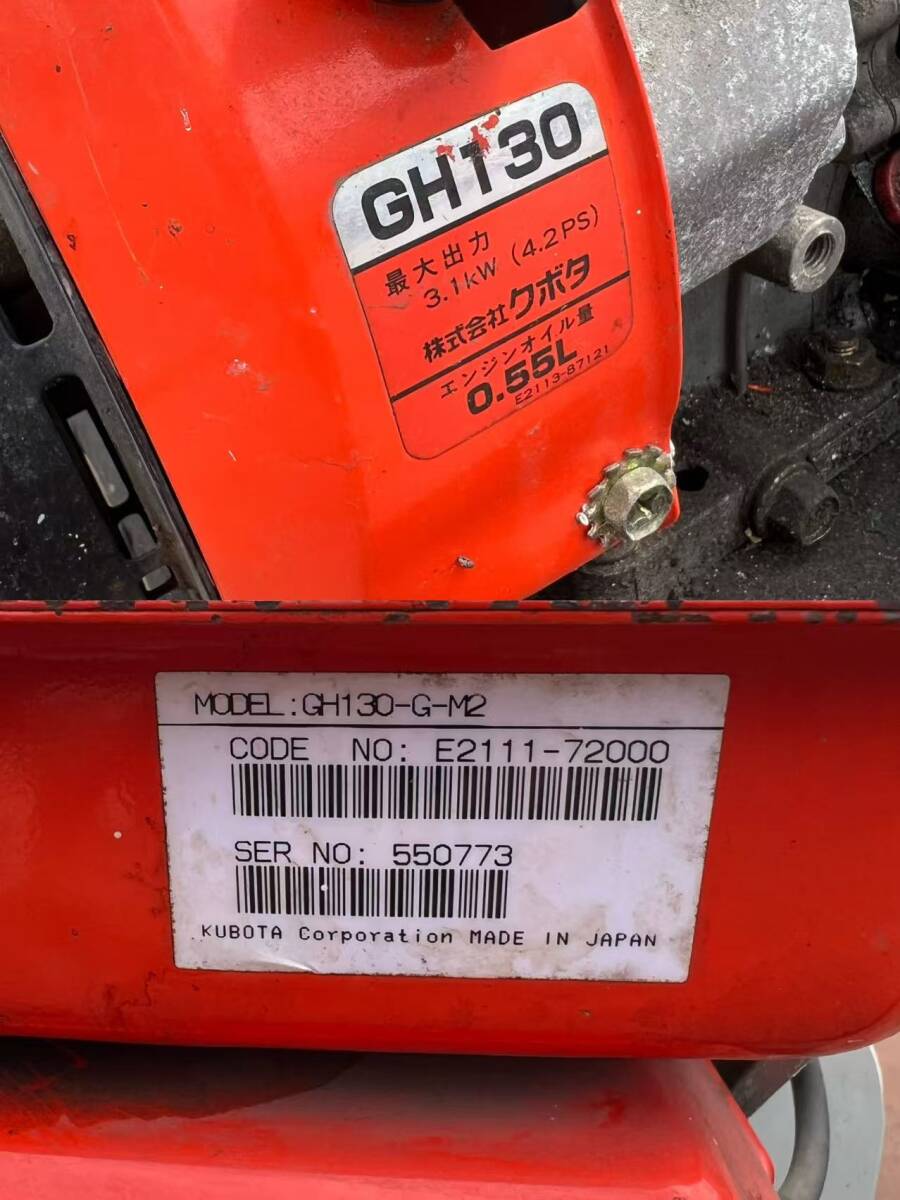 GH130
最大出力
3.1kW (4.2PS)
株式会社クボタ
エンジンオイル量
0.55L
E2113-87121
MODEL:GH130-G-M2
CODE NO: E2111-72000
SER NO: 550773
KUBOTA Corporation MADE IN JAPAN